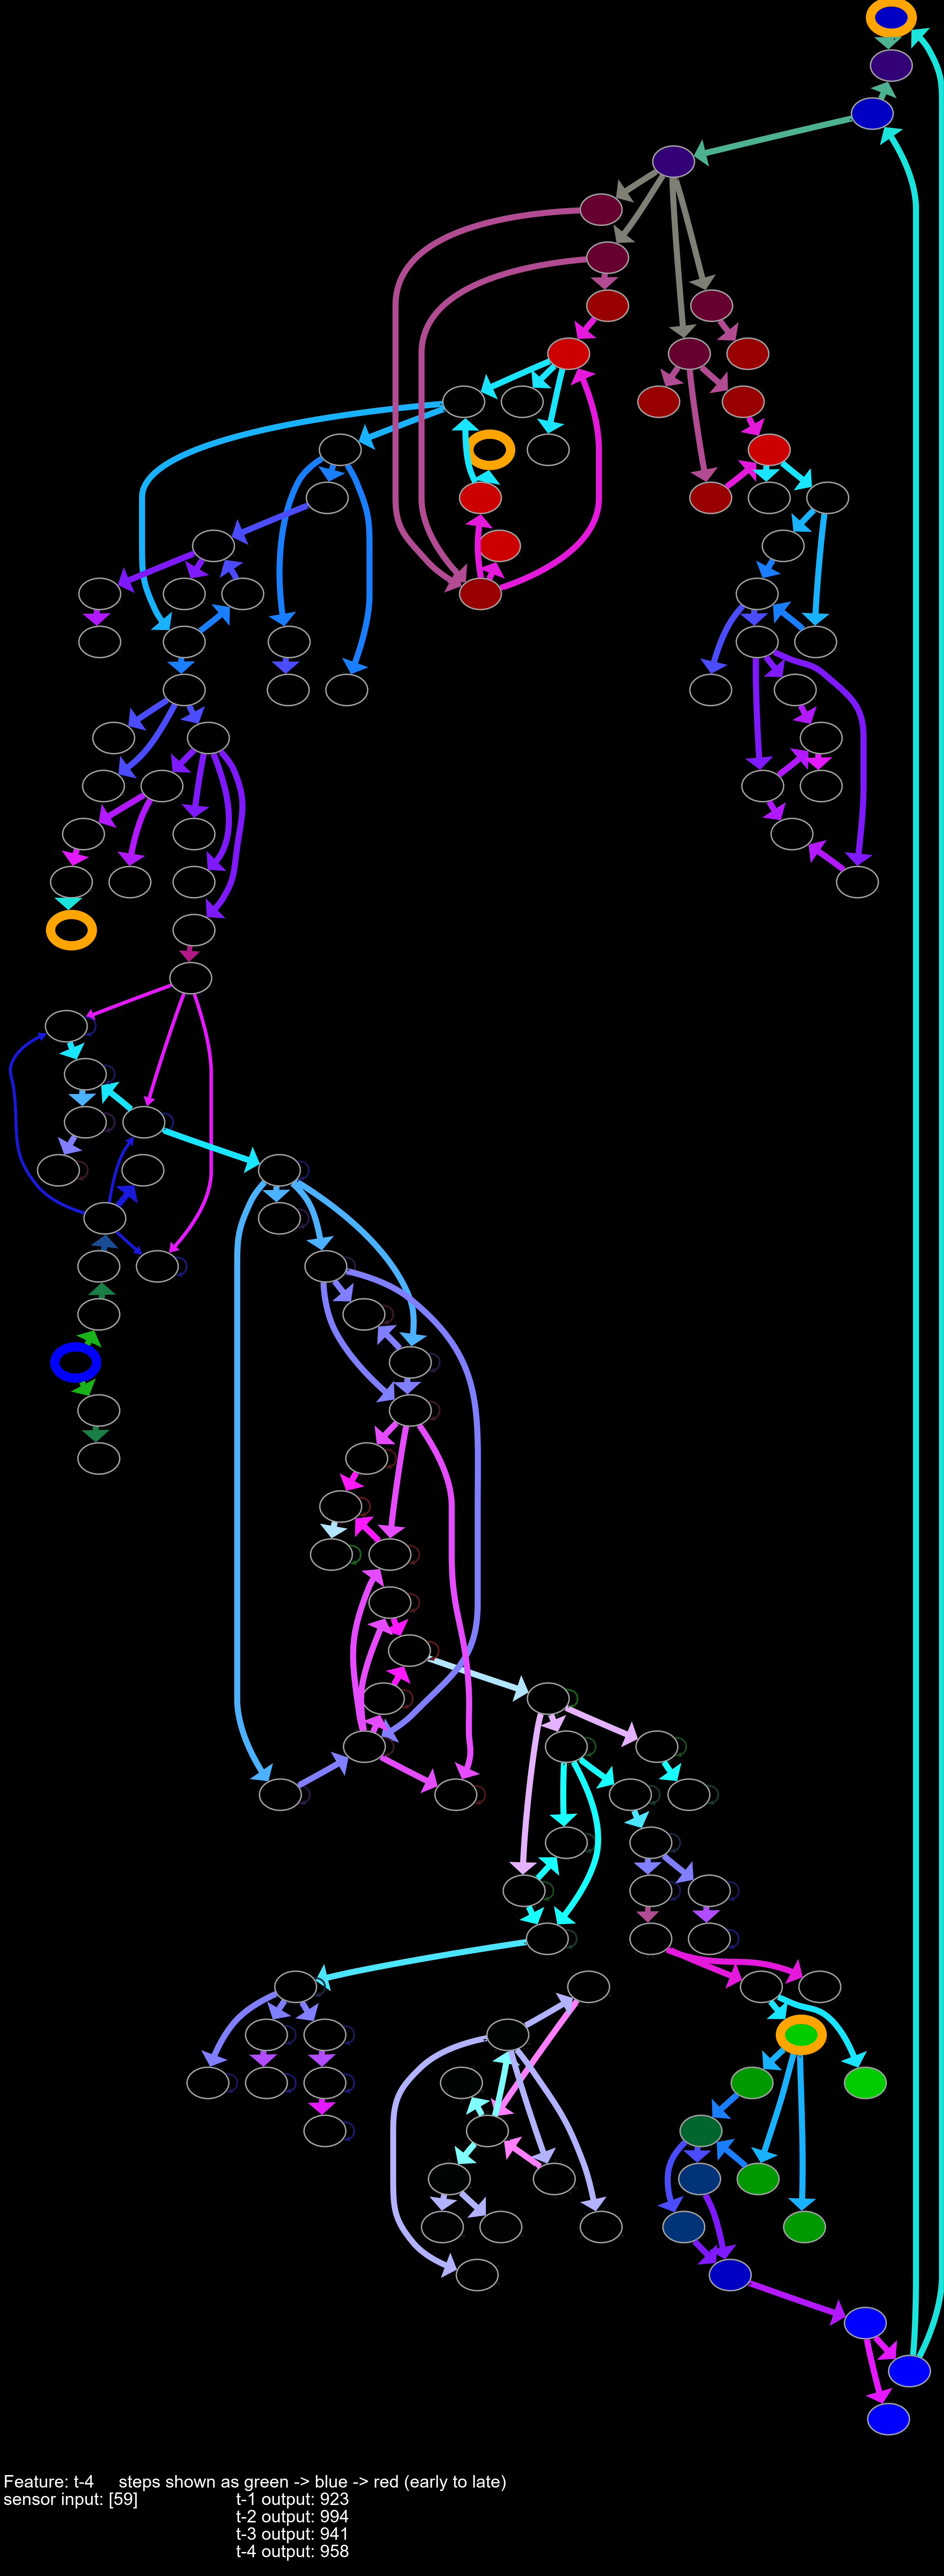 Feature: t-4 steps shown as green -> blue -> red (early to late)
sensor input: [59] t-1 output: 923
t-2 output: 994
t-3 output: 941
t-4 output: 958